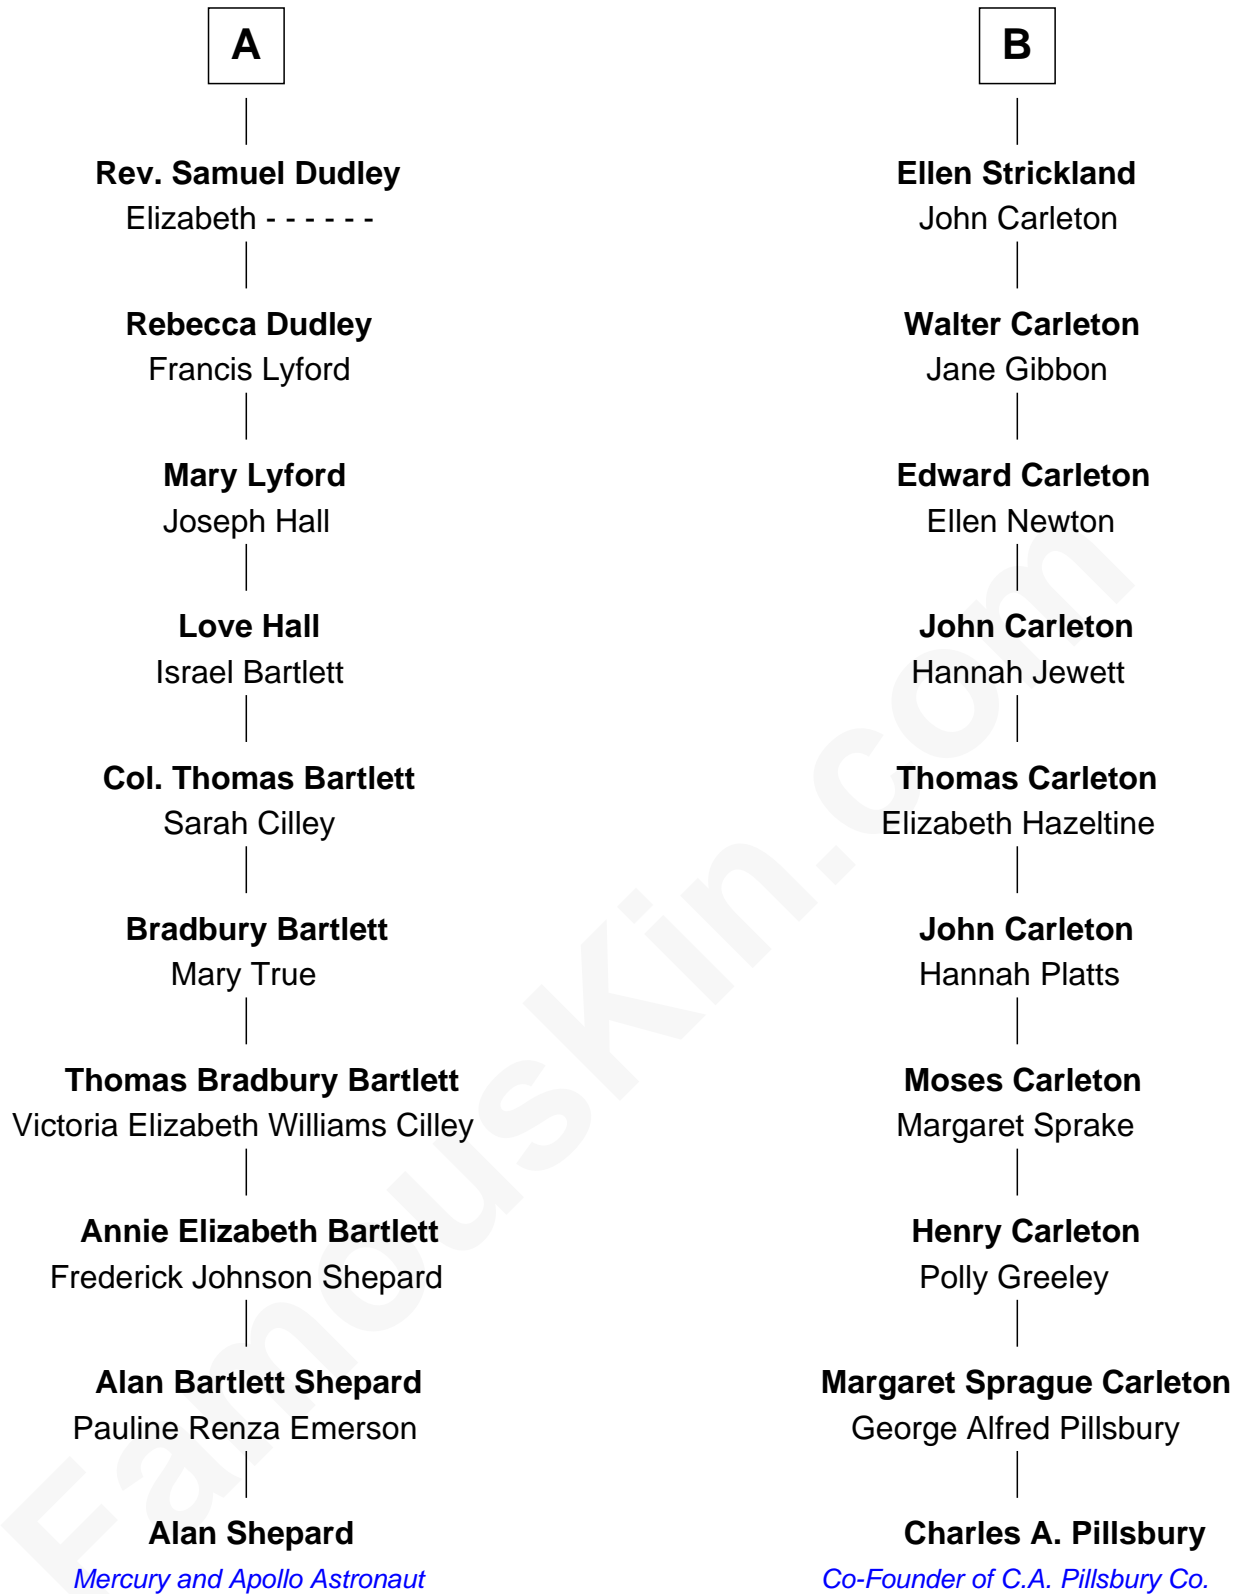 A
Rev. Samuel Dudley
Elizabeth - - - - - -
Rebecca Dudley
Francis Lyford
Mary Lyford
Joseph Hall
Love Hall
Israel Bartlett
Col. Thomas Bartlett
Sarah Cilley
Bradbury Bartlett
Mary True
Thomas Bradbury Bartlett
Victoria Elizabeth Williams Cilley
Annie Elizabeth Bartlett
Frederick Johnson Shepard
Alan Bartlett Shepard
Pauline Renza Emerson
Alan Shepard
Mercury and Apollo Astronaut
B
Ellen Strickland
John Carleton
Walter Carleton
Jane Gibbon
Edward Carleton
Ellen Newton
John Carleton
Hannah Jewett
Thomas Carleton
Elizabeth Hazeltine
John Carleton
Hannah Platts
Moses Carleton
Margaret Sprake
Henry Carleton
Polly Greeley
Margaret Sprague Carleton
George Alfred Pillsbury
Charles A. Pillsbury
Co-Founder of C.A. Pillsbury Co.
FamousKin.com